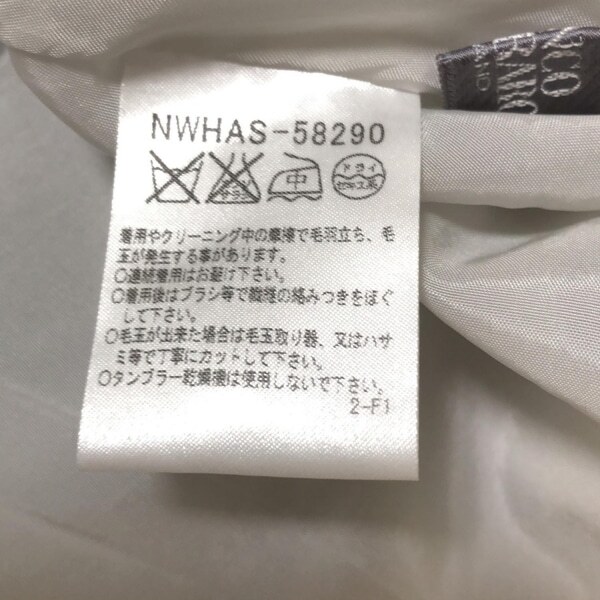 NWHAS-58290
中
ドライ
セキユ系
着用やクリーニング中の摩擦で毛羽立ち、毛
玉が発生する事があります。
○連続着用はお避け下さい。
○着用後はブラシ等で繊維の絡みつきをほぐ
して下さい。
○毛玉が出来た場合は毛玉取り器、又はハサ
ミ等で丁寧にカットして下さい。
○タンブラー乾燥機は使用しないで下さい。
2-F1